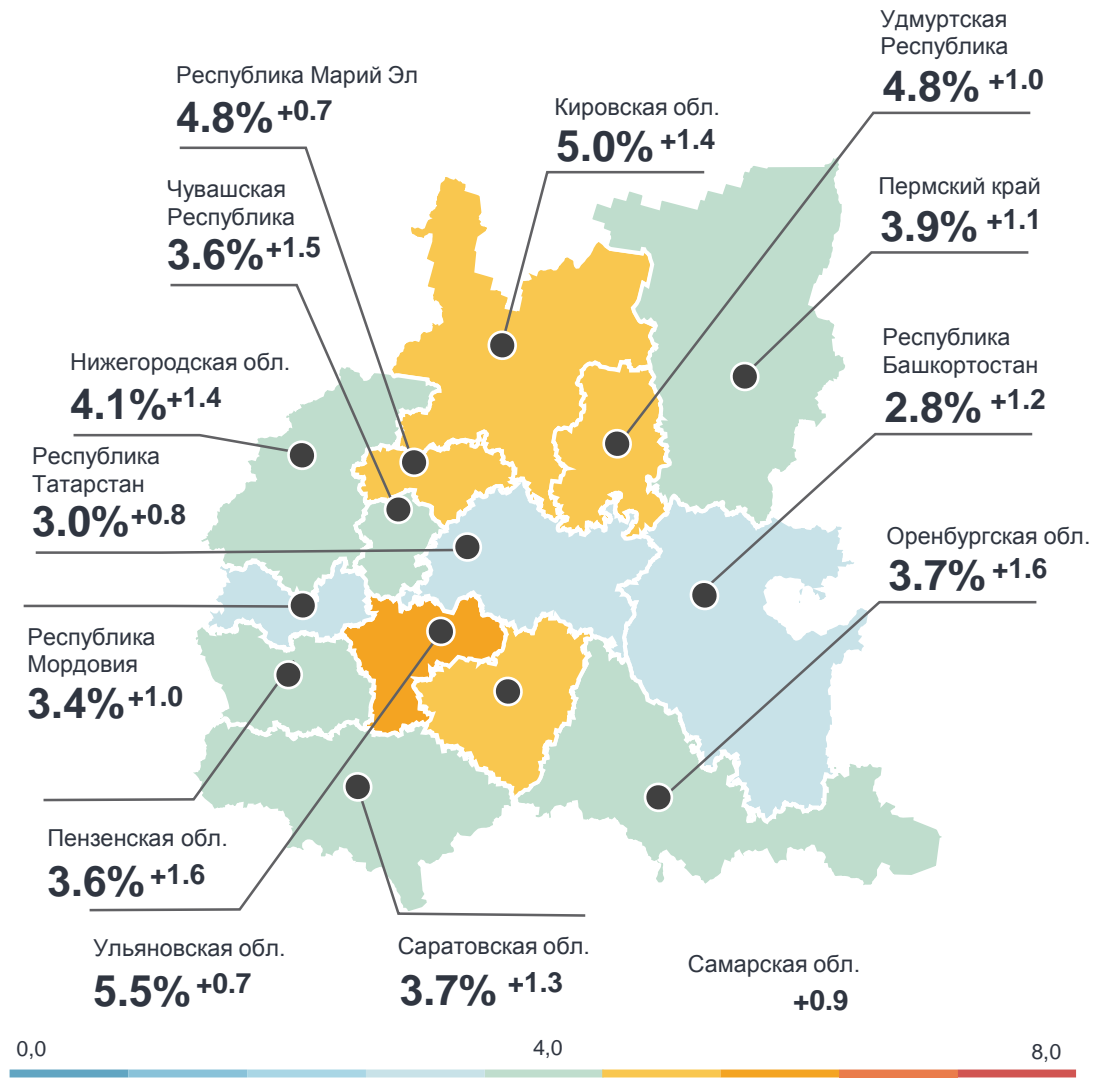 Удмуртская
Республика
4.8% +1.0
Республика Марий Эл
4.8% +0.7
Кировская обл.
5.0% +1.4
Чувашская
Республика
3.6% +1.5
Пермский край
3.9% +1.1
Нижегородская обл.
4.1% +1.4
Республика
Башкортостан
2.8% +1.2
Республика
Татарстан
3.0% +0.8
Оренбургская обл.
3.7% +1.6
Республика
Мордовия
3.4% +1.0
Пензенская обл.
3.6% +1.6
Ульяновская обл.
5.5% +0.7
Саратовская обл.
3.7% +1.3
Самарская обл.
+0.9
0,0 4,0 8,0